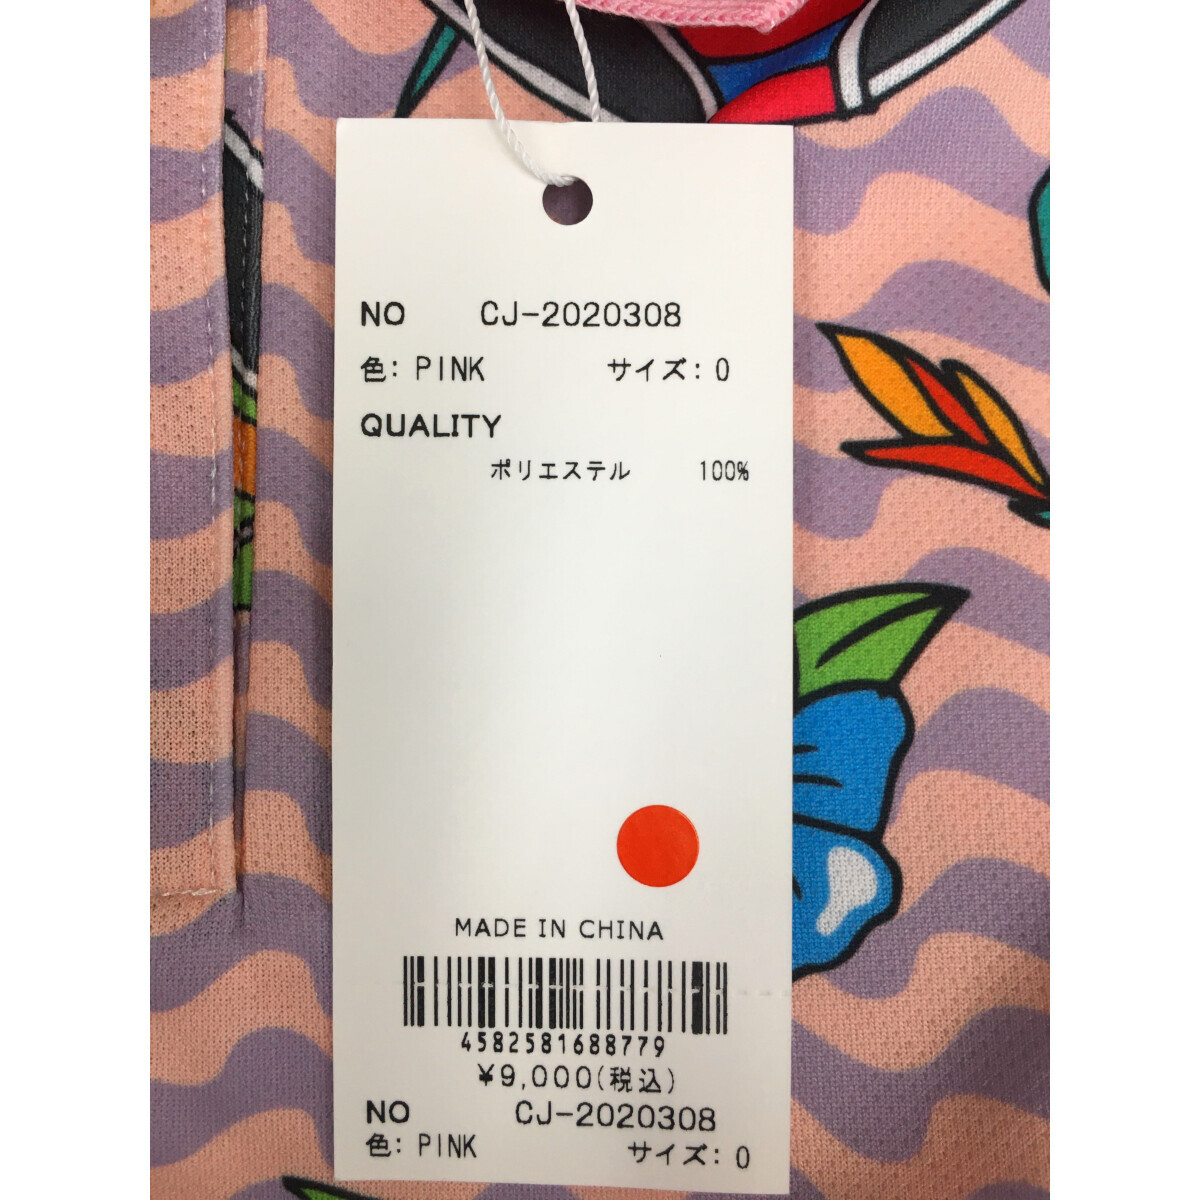 NO CJ-2020308
色: PINK サイズ: 0
QUALITY
ポリエステル 100%
MADE IN CHINA
4582581688779
¥9,000(税込)
NO CJ-2020308
色: PINK サイズ: 0